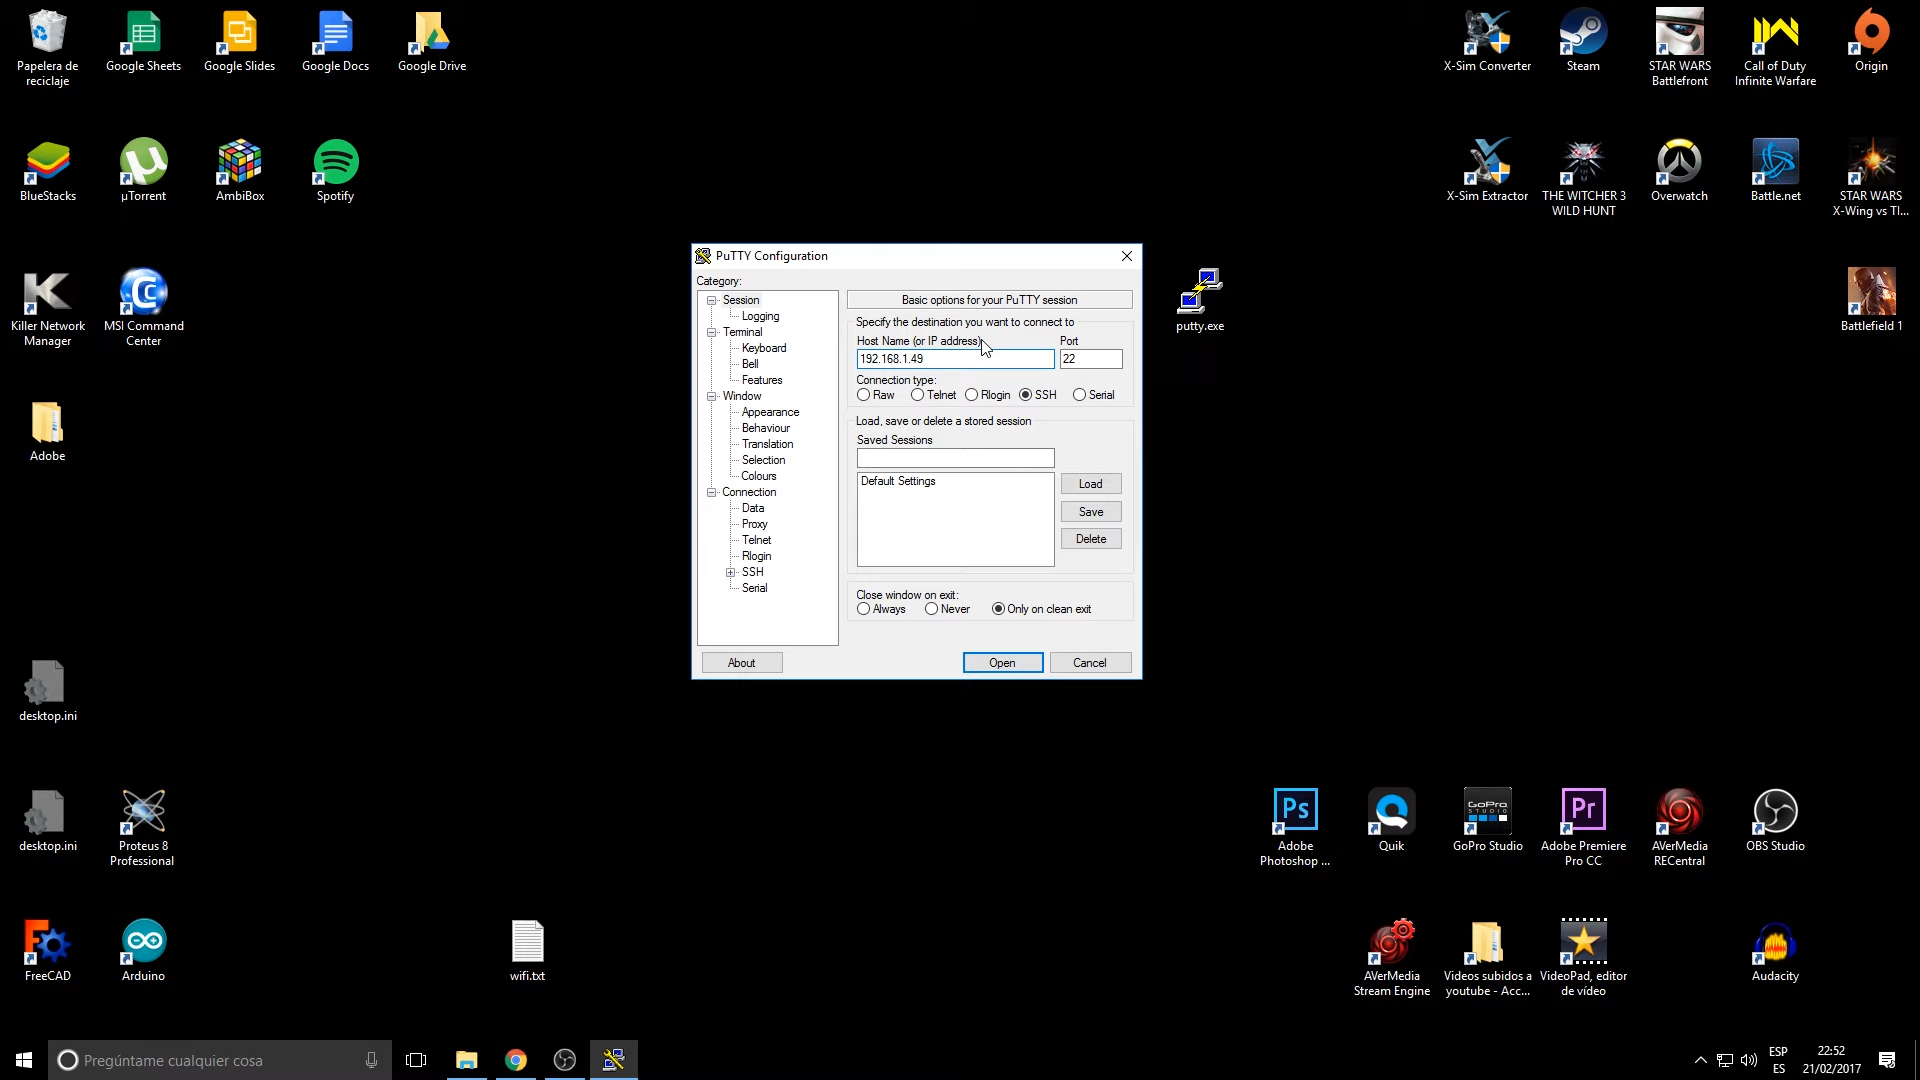 Papelera de
reciclaje
Google Sheets
Google Slides
Google Docs
Google Drive
X-Sim Converter
Steam
STAR WARS
Battlefront
Call of Duty
Infinite Warfare
Origin
BlueStacks
µTorrent
AmbiBox
Spotify
X-Sim Extractor
THE WITCHER 3
WILD HUNT
Overwatch
Battle.net
STAR WARS
X-Wing vs TI...
Killer Network
Manager
MSI Command
Center
putty.exe
Battlefield 1
Adobe
PuTTY Configuration
Category:
Session
Logging
Terminal
Keyboard
Bell
Features
Window
Appearance
Behaviour
Translation
Selection
Colours
Connection
Data
Proxy
Telnet
Rlogin
SSH
Serial
Basic options for your PuTTY session
Specify the destination you want to connect to
Host Name (or IP address)
Port
192.168.1.49
22
Connection type:
Raw
Telnet
Rlogin
SSH
Serial
Load, save or delete a stored session
Saved Sessions
Default Settings
Load
Save
Delete
Close window on exit:
Always
Never
Only on clean exit
About
Open
Cancel
desktop.ini
desktop.ini
Proteus 8
Professional
Ps
Adobe
Photoshop ...
Quik
GoPro
STUDIO
GoPro Studio
Pr
Adobe Premiere
Pro CC
AVerMedia
RECentral
OBS Studio
FreeCAD
Arduino
wifi.txt
AVerMedia
Stream Engine
Videos subidos a
youtube - Acc...
VideoPad, editor
de vídeo
Audacity
Pregúntame cualquier cosa
ESP
ES
22:52
21/02/2017